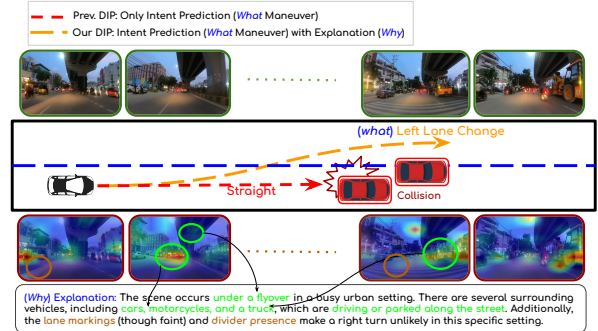 Prev. DIP: Only Intent Prediction (What Maneuver)
Our DIP: Intent Prediction (What Maneuver) with Explanation (Why)
(what) Left Lane Change
Straight
Collision
(Why) Explanation: The scene occurs under a flyover in a busy urban setting. There are several surrounding
vehicles, including cars, motorcycles, and a truck, which are driving or parked along the street. Additionally,
the lane markings (though faint) and divider presence make a right turn unlikely in this specific setting.